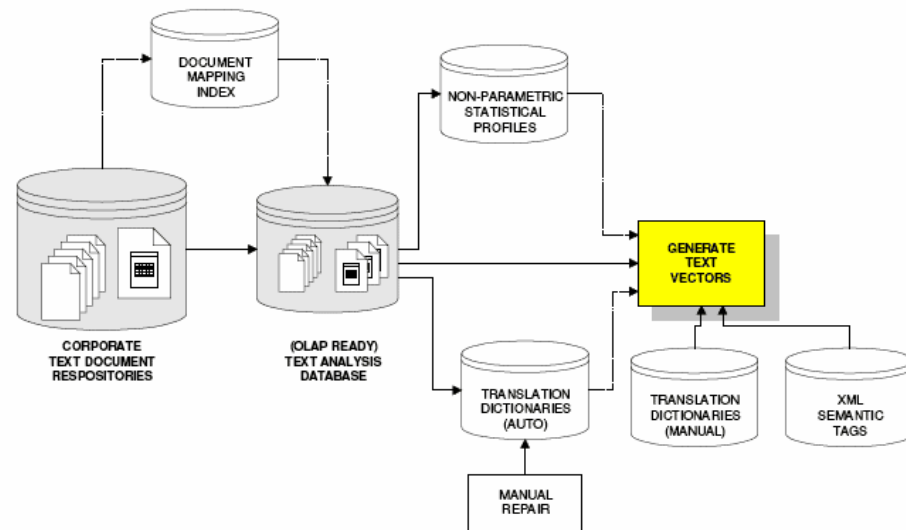 DOCUMENT
MAPPING
INDEX
NON-PARAMETRIC
STATISTICAL
PROFILES
GENERATE
TEXT
VECTORS
CORPORATE
TEXT DOCUMENT
RESPOSITORIES
(OLAP READY)
TEXT ANALYSIS
DATABASE
TRANSLATION
DICTIONARIES
(AUTO)
TRANSLATION
DICTIONARIES
(MANUAL)
XML
SEMANTIC
TAGS
MANUAL
REPAIR